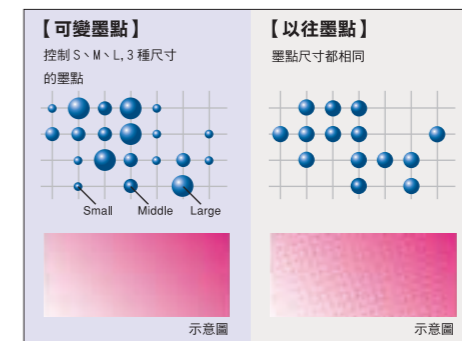 【可變墨點】
控制 S、M、L,3 種尺寸
的墨點
Small Middle Large
示意圖
【以往墨點】
墨點尺寸都相同
示意圖